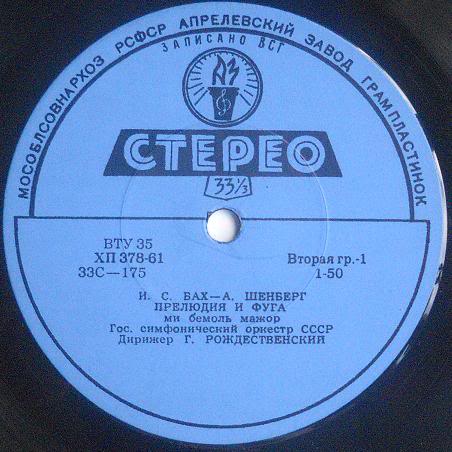 МОСОБЛСОВНАРХОЗ РСФСР АПРЕЛЕВСКИЙ ЗАВОД ГРАМПЛАСТИНОК
ЗАПИСАНО ВСГ
АЗ
СТЕРЕО
33⅓
ВТУ 35
ХП 378-61
33С—175
Вторая гр.-1
1-50
И. С. БАХ—А. ШЕНБЕРГ
ПРЕЛЮДИЯ И ФУГА
ми бемоль мажор
Гос. симфонический оркестр СССР
Дирижер Г. РОЖДЕСТВЕНСКИЙ